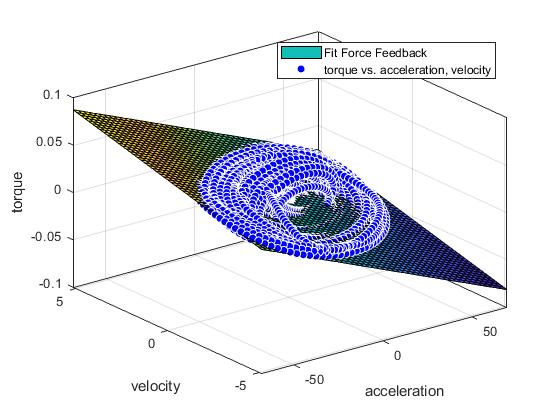 Fit Force Feedback
torque vs. acceleration, velocity
0.1
0.05
0
-0.05
-0.1
torque
5
0
-5
velocity
-50
0
50
acceleration